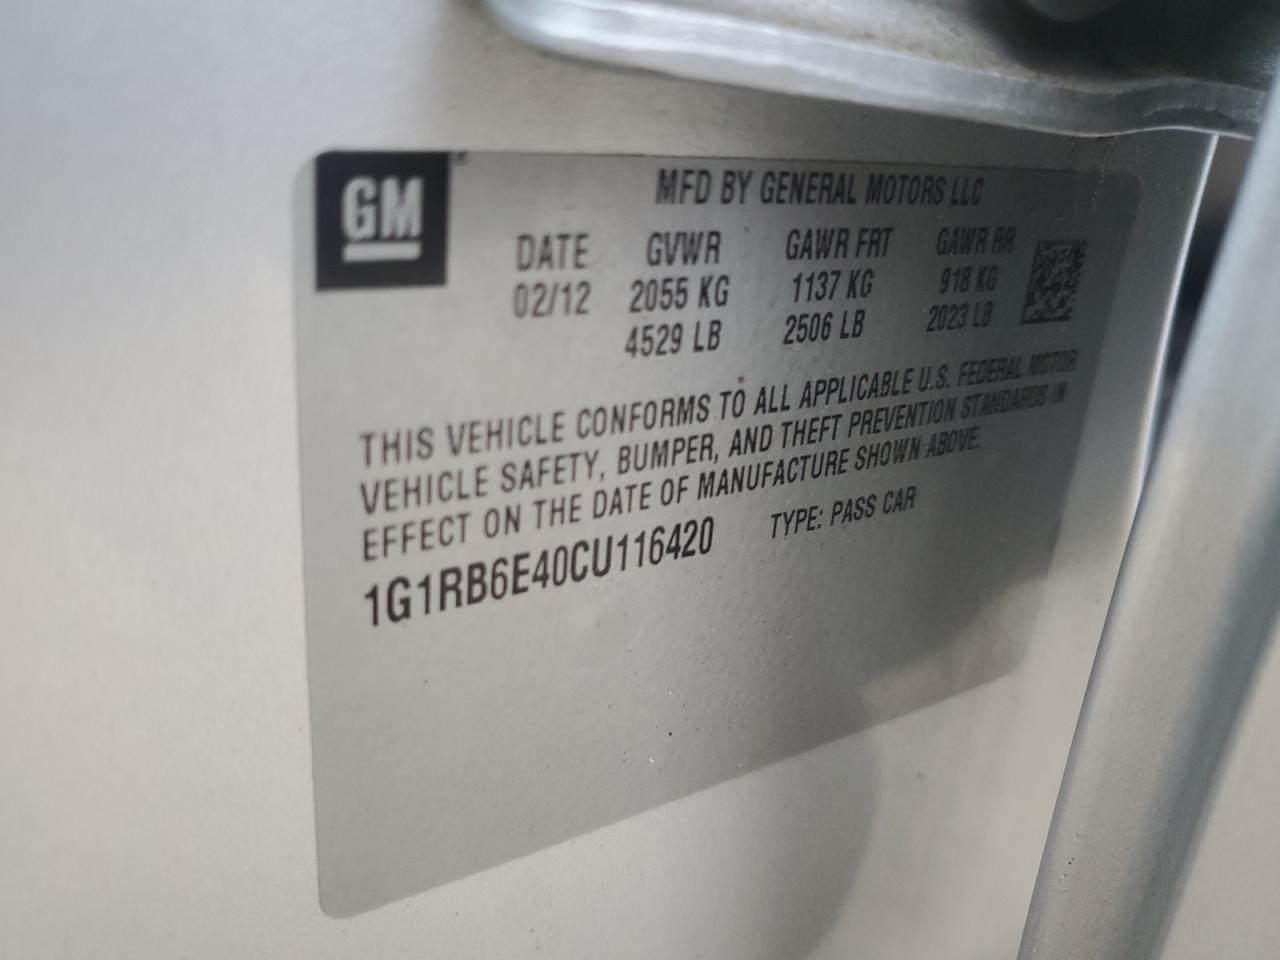 GM
MFD BY GENERAL MOTORS LLC
DATE GVWR GAWR FRT GAWR RR
02/12 2055 KG 1137 KG 918 KG
4529 LB 2506 LB 2023 LB
THIS VEHICLE CONFORMS TO ALL APPLICABLE U.S. FEDERAL MOTOR
VEHICLE SAFETY, BUMPER, AND THEFT PREVENTION STANDARDS IN
EFFECT ON THE DATE OF MANUFACTURE SHOWN ABOVE.
1G1RB6E40CU116420 TYPE: PASS CAR